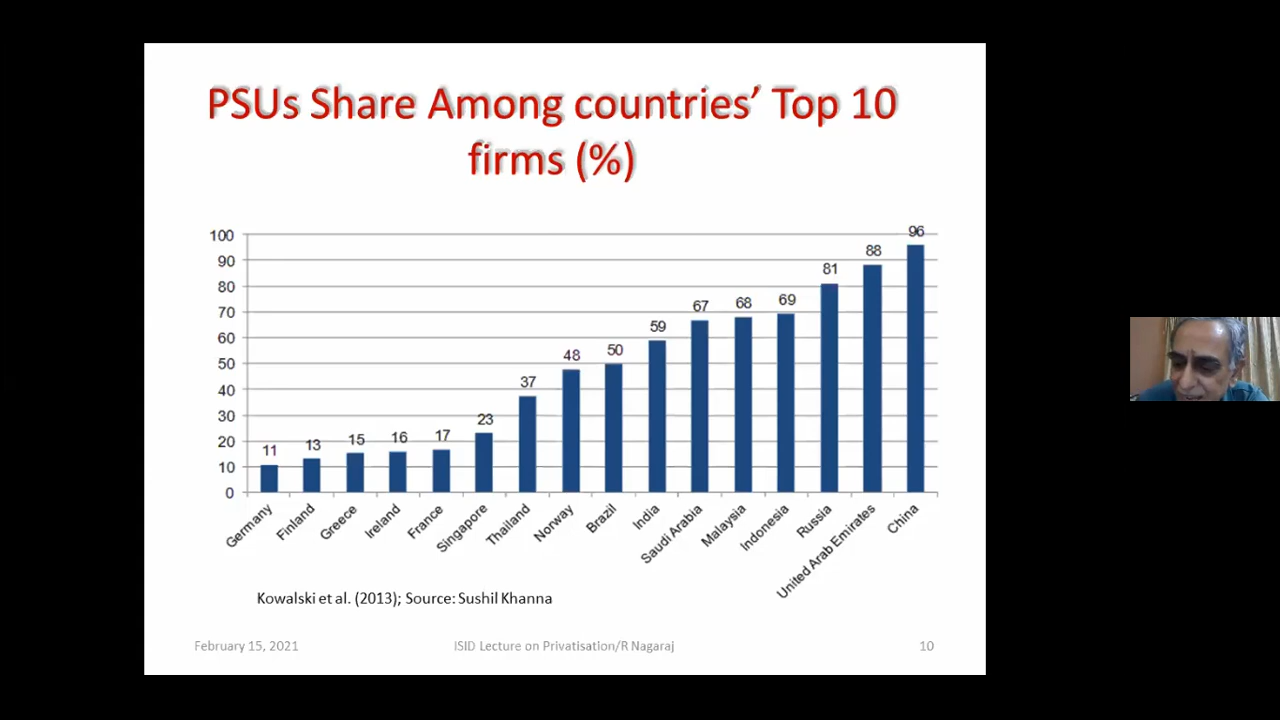 PSUs Share Among countries’ Top 10
firms (%)
100
90
80
70
60
50
40
30
20
10
0
11
13
15
16
17
23
37
48
50
59
67
68
69
81
88
96
Germany
Finland
Greece
Ireland
France
Singapore
Thailand
Norway
Brazil
India
Saudi Arabia
Malaysia
Indonesia
Russia
United Arab Emirates
China
Kowalski et al. (2013); Source: Sushil Khanna
February 15, 2021
ISID Lecture on Privatisation/R Nagaraj
10